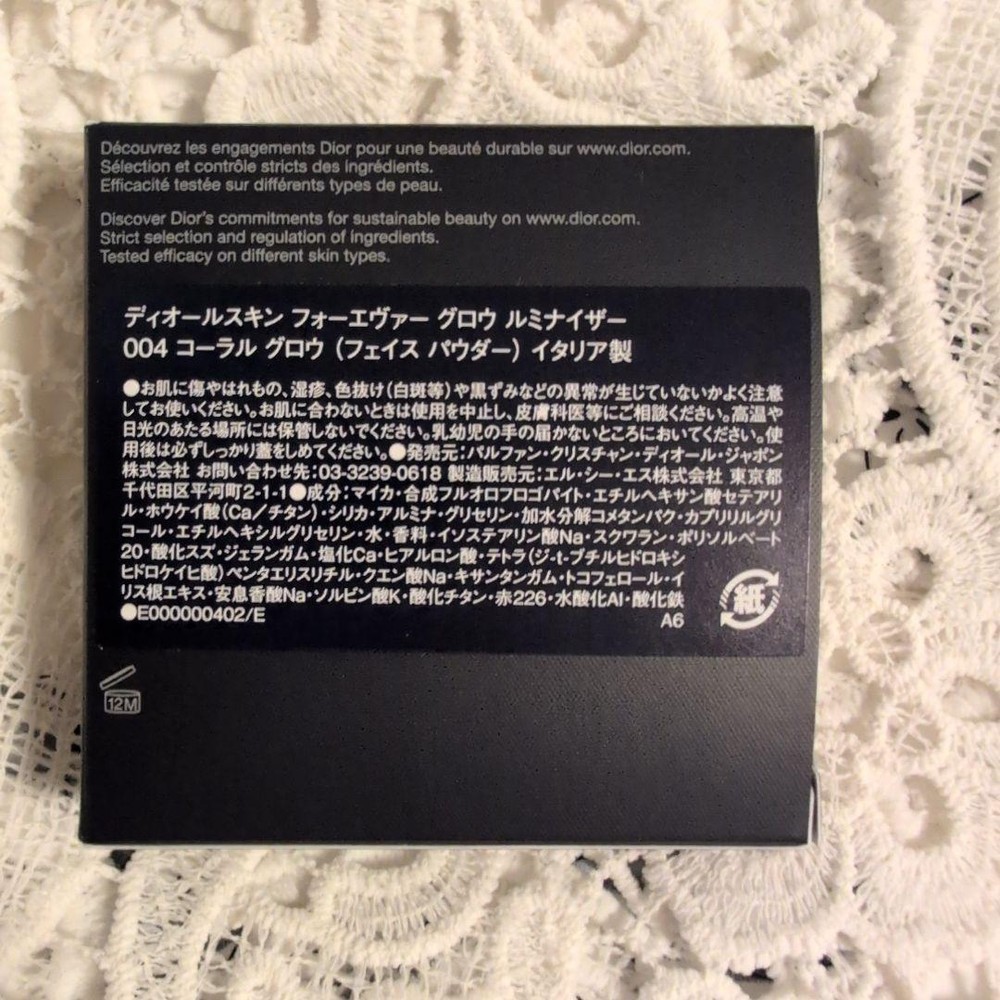 Découvrez les engagements Dior pour une beauté durable sur www.dior.com.
Sélection et contrôle stricts des ingrédients.
Efficacité testée sur différents types de peau.
Discover Dior's commitments for sustainable beauty on www.dior.com.
Strict selection and regulation of ingredients.
Tested efficacy on different skin types.
ディオールスキン フォーエヴァー グロウ ルミナイザー
004 コーラル グロウ (フェイス パウダー) イタリア製
●お肌に傷やはれもの、湿疹、色抜け(白斑等)や黒ずみなどの異常が生じていないかよく注意
してお使いください。お肌に合わないときは使用を中止し、皮膚科医等にご相談ください。高温や
日光のあたる場所には保管しないでください。乳幼児の手の届かないところにおいてください。使
用後は必ずしっかり蓋をしめてください。●発売元:パルファン・クリスチャン・ディオール・ジャポン
株式会社 お問い合わせ先:03-3239-0618 製造販売元:エル・シー・エス株式会社 東京都
千代田区平河町2-1-1●成分:マイカ・合成フルオロフロゴパイト・エチルヘキサン酸セテアリ
ル・ホウケイ酸(Ca/チタン)・シリカ・アルミナ・グリセリン・加水分解コメタンパク・カプリリルグリ
コール・エチルヘキシルグリセリン・水・香料・イソステアリン酸Na・スクワラン・ポリソルベート
20・酸化スズ・ジェランガム・塩化Ca・ヒアルロン酸・テトラ(ジ-t-ブチルヒドロキシ
ヒドロケイヒ酸)ペンタエリスリチル・クエン酸Na・キサンタンガム・トコフェロール・イ
リス根エキス・安息香酸Na・ソルビン酸K・酸化チタン・赤226・水酸化Al・酸化鉄
●E000000402/E
A6
紙
12M